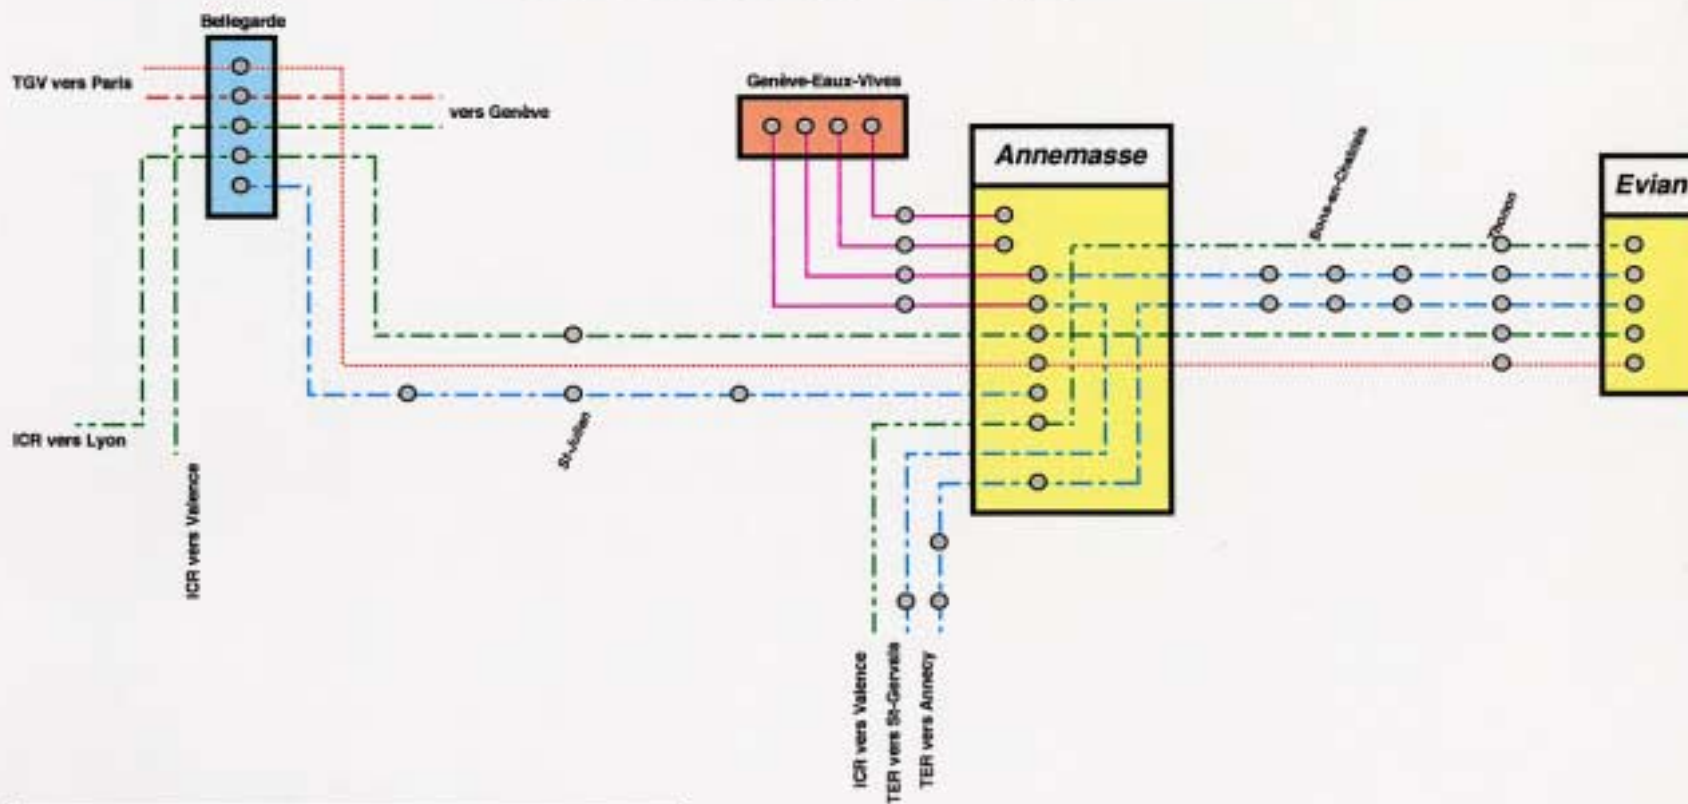 Bellegarde
TGV vers Paris
vers Genève
Genève-Eaux-Vives
Annemasse
Bons-en-Chablais
Thonon
Evian
ICR vers Lyon
St-Julien
ICR vers Valence
ICR vers Valence
TER vers St-Gervais
TER vers Annecy